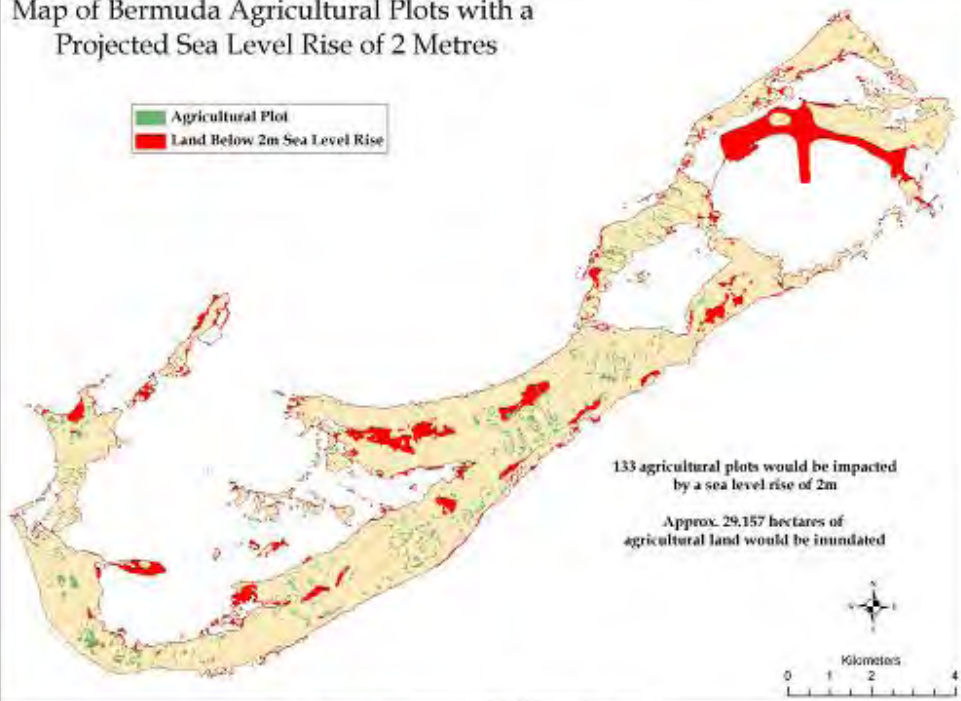 Map of Bermuda Agricultural Plots with a
Projected Sea Level Rise of 2 Metres
Agricultural Plot
Land Below 2m Sea Level Rise
133 agricultural plots would be impacted
by a sea level rise of 2m
Approx. 29.157 hectares of
agricultural land would be inundated
N
Kilometers
0 1 2 4